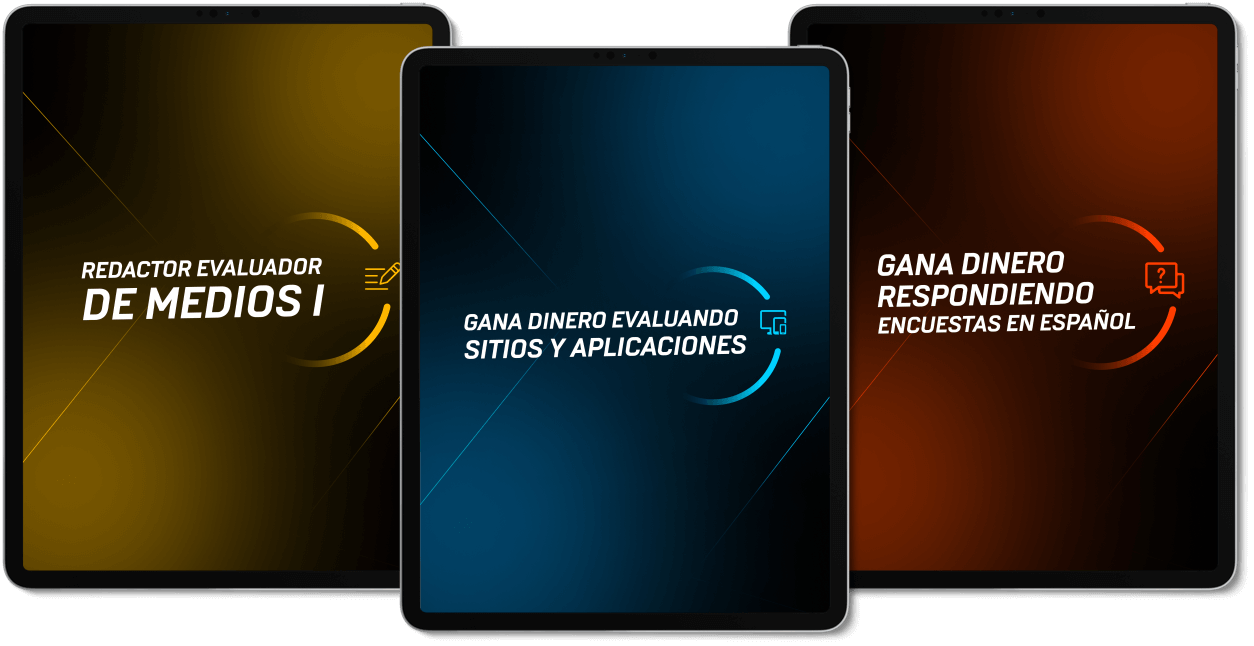 REDACTOR EVALUADOR
DE MEDIOS I
GANA DINERO EVALUANDO
SITIOS Y APLICACIONES
GANA DINERO
RESPONDIENDO
ENCUESTAS EN ESPAÑOL
?